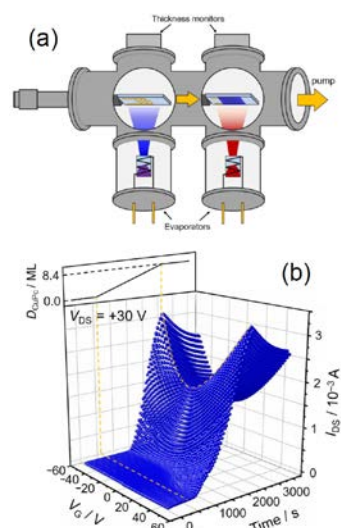 Thickness monitors
(a)
pump
Evaporators
(b)
D_CuPc / ML
8.4
0.0
V_DS = +30 V
3
2
1
0
I_DS / 10⁻³ A
-60
-40
-20
0
20
40
60
V_G / V
0
1000
2000
3000
Time / s